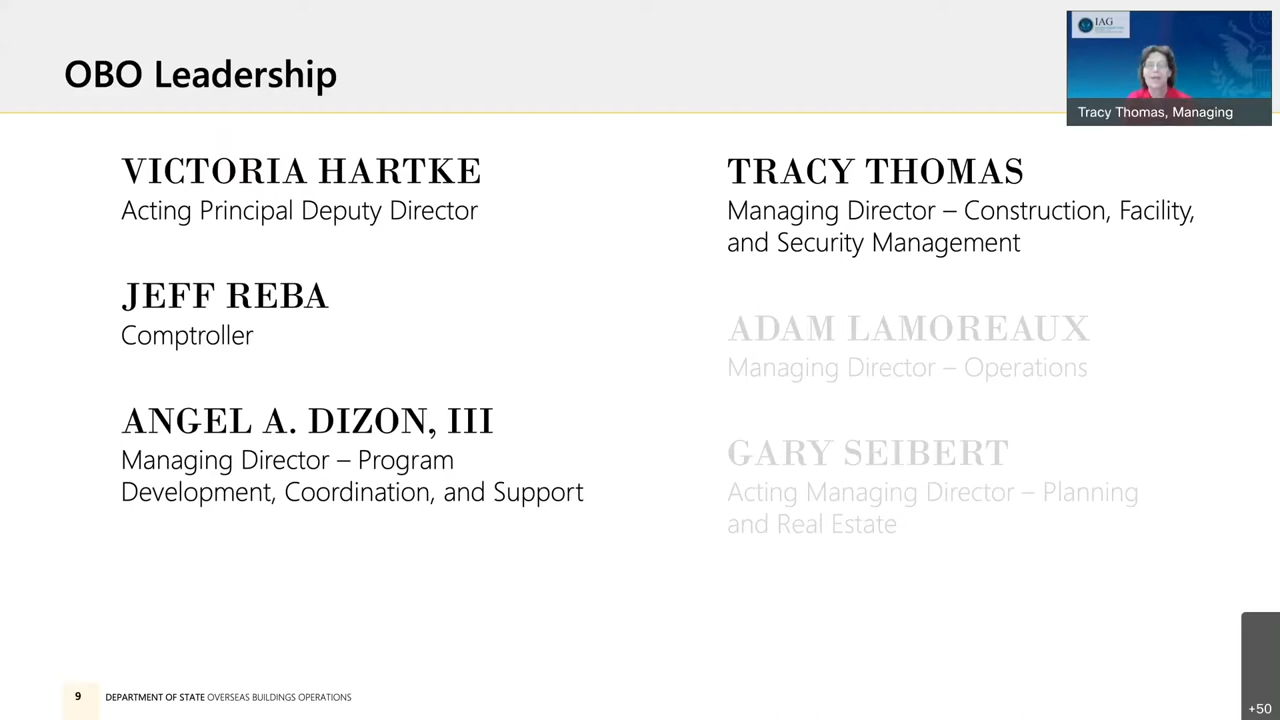 OBO Leadership
IAG
Tracy Thomas, Managing
VICTORIA HARTKE
Acting Principal Deputy Director
JEFF REBA
Comptroller
ANGEL A. DIZON, III
Managing Director – Program
Development, Coordination, and Support
TRACY THOMAS
Managing Director – Construction, Facility,
and Security Management
ADAM LAMOREAUX
Managing Director – Operations
GARY SEIBERT
Acting Managing Director – Planning
and Real Estate
9
DEPARTMENT OF STATE OVERSEAS BUILDINGS OPERATIONS
+50